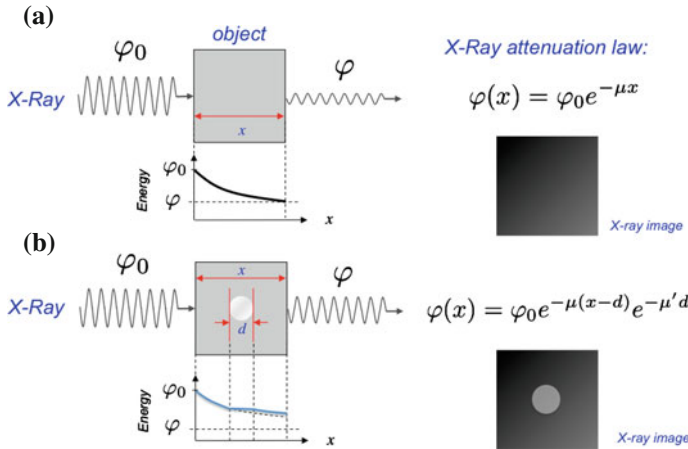 (a)
object
φ₀
φ
X-Ray
x
X-Ray attenuation law:
φ(x) = φ₀e^{-μx}
φ₀
φ
Energy
x
X-ray image
(b)
φ₀
x
φ
X-Ray
d
φ(x) = φ₀e^{-μ(x-d)}e^{-μ'd}
φ₀
φ
Energy
x
X-ray image